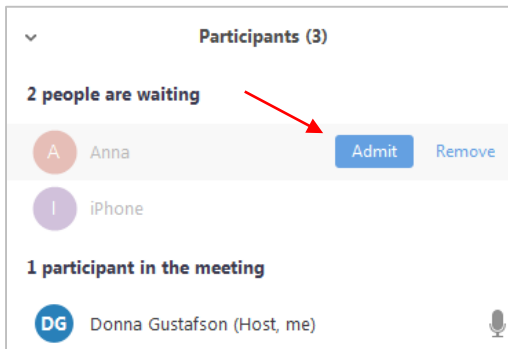 Participants (3)
2 people are waiting
A Anna Admit Remove
I iPhone
1 participant in the meeting
DG Donna Gustafson (Host, me)